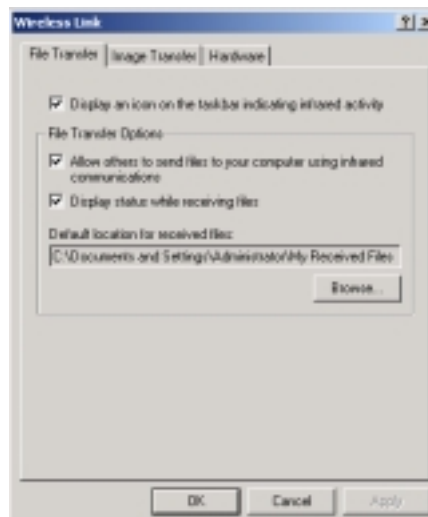 Wireless Link
File Transfer Image Transfer Hardware
Display an icon on the taskbar indicating infrared activity
File Transfer Options
Allow others to send files to your computer using infrared
communications
Display status while receiving files
Default location for received files:
C:\Documents and Settings\Administrator\My Received Files
Browse...
OK Cancel Apply